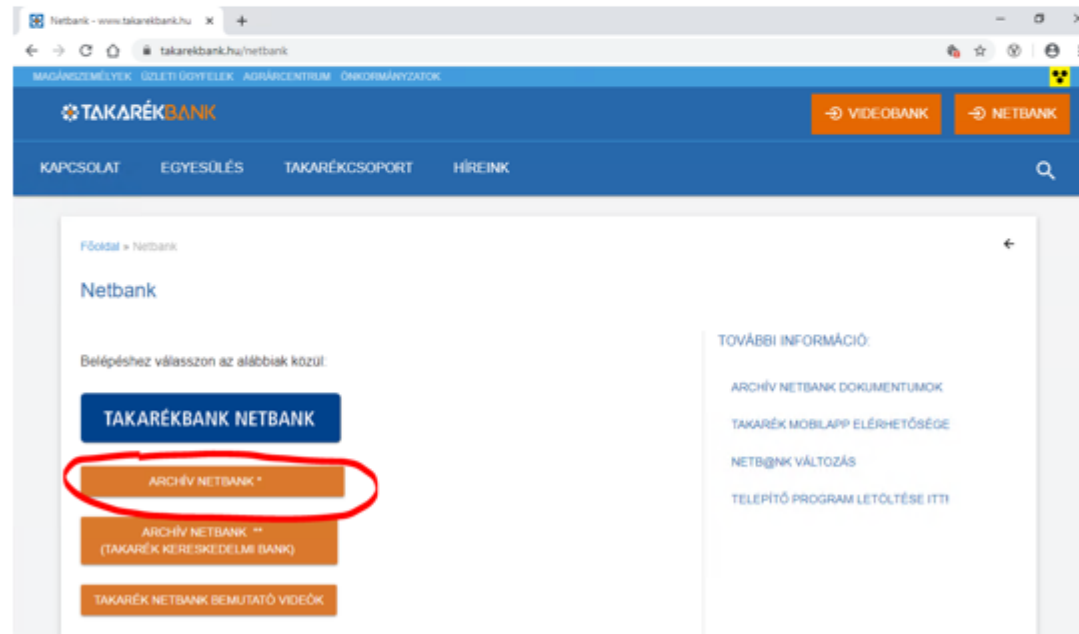 Netbank - www.takarekbank.hu
takarekbank.hu/netbank
MAGÁNSZEMÉLYEK ÜZLETI ÜGYFELEK AGRÁRCENTRUM ÖNKORMÁNYZATOK
TAKARÉKBANK
VIDEOBANK
NETBANK
KAPCSOLAT EGYESÜLÉS TAKARÉKCSOPORT HÍREINK
Főoldal » Netbank
Netbank
Belépéshez válasszon az alábbiak közül:
TAKARÉKBANK NETBANK
ARCHÍV NETBANK *
ARCHÍV NETBANK **
(TAKARÉK KERESKEDELMI BANK)
TAKARÉK NETBANK BEMUTATÓ VIDEÓK
TOVÁBBI INFORMÁCIÓ:
ARCHÍV NETBANK DOKUMENTUMOK
TAKARÉK MOBILAPP ELÉRHETŐSÉGE
NETB@NK VÁLTOZÁS
TELEPÍTŐ PROGRAM LETÖLTÉSE ITT!